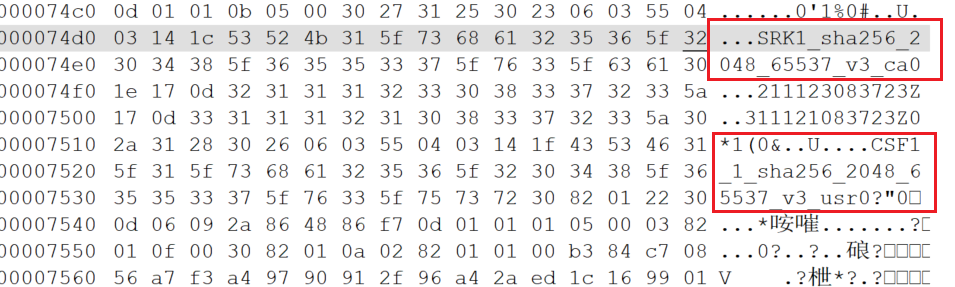 000074c0 0d 01 01 0b 05 00 30 27 31 25 30 23 06 03 55 04 ......0'1%0#..U.
000074d0 03 14 1c 53 52 4b 31 5f 73 68 61 32 35 36 5f 32 ...SRK1_sha256_2
000074e0 30 34 38 5f 36 35 35 33 37 5f 76 33 5f 63 61 30 048_65537_v3_ca0
000074f0 1e 17 0d 32 31 31 31 32 33 30 38 33 37 32 33 5a ...211123083723Z
00007500 17 0d 33 31 31 31 32 31 30 38 33 37 32 33 5a 30 ..311121083723Z0
00007510 2a 31 28 30 26 06 03 55 04 03 14 1f 43 53 46 31 *1(0&..U....CSF1
00007520 5f 31 5f 73 68 61 32 35 36 5f 32 30 34 38 5f 36 _1_sha256_2048_6
00007530 35 35 33 37 5f 76 33 5f 75 73 72 30 82 01 22 30 5537_v3_usr0?"0□
00007540 0d 06 09 2a 86 48 86 f7 0d 01 01 01 05 00 03 82 ...*咹嗺.......?□
00007550 01 0f 00 30 82 01 0a 02 82 01 01 00 b3 84 c7 08 ...0?..?..硠?□□□□
00007560 56 a7 f3 a4 97 90 91 2f 96 a4 2a ed 1c 16 99 01 V .?枻*?.?□□□□